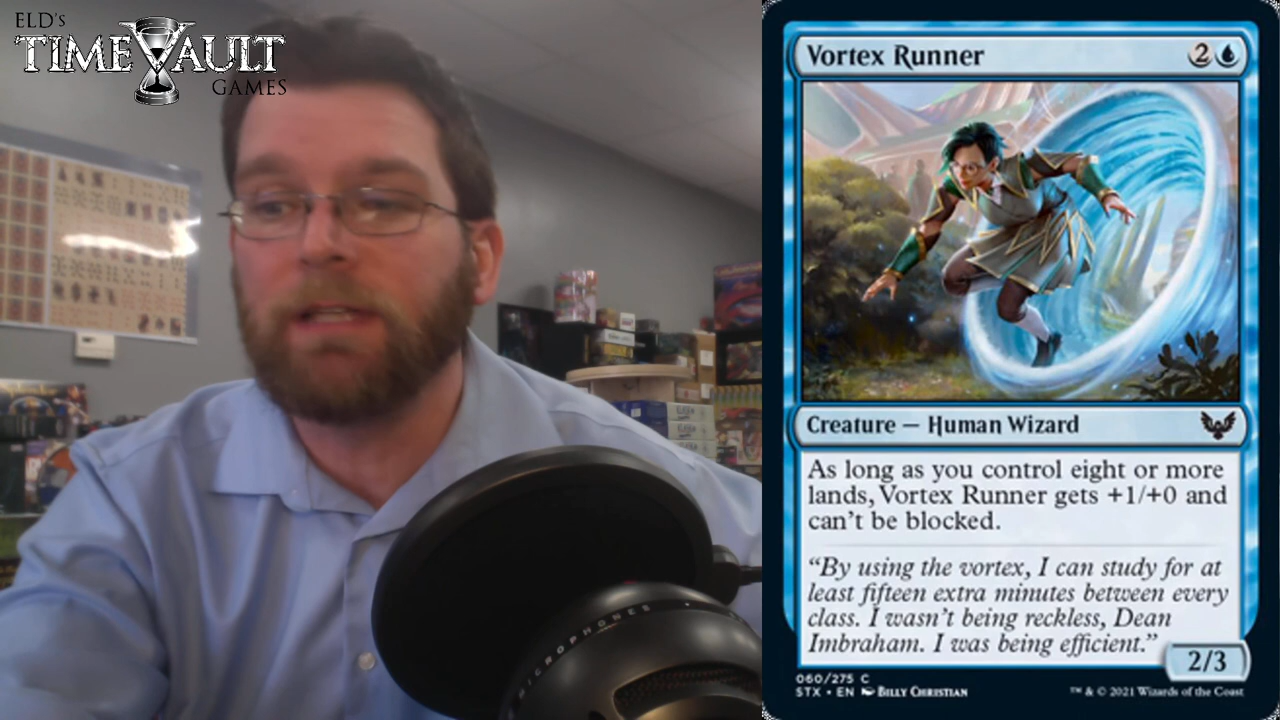 ELD's
TIME VAULT
GAMES
MICROPHONES
Vortex Runner
2
Creature — Human Wizard
As long as you control eight or more
lands, Vortex Runner gets +1/+0 and
can't be blocked.
“By using the vortex, I can study for at
least fifteen extra minutes between every
class. I wasn't being reckless, Dean
Imbraham. I was being efficient.”
2/3
060/275 C
STX • EN Billy Christian
™ & © 2021 Wizards of the Coast